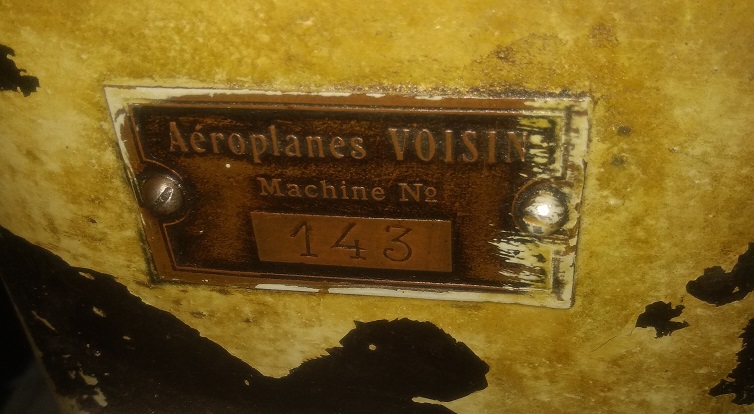 Aéroplanes VOISIN
Machine Nº
143